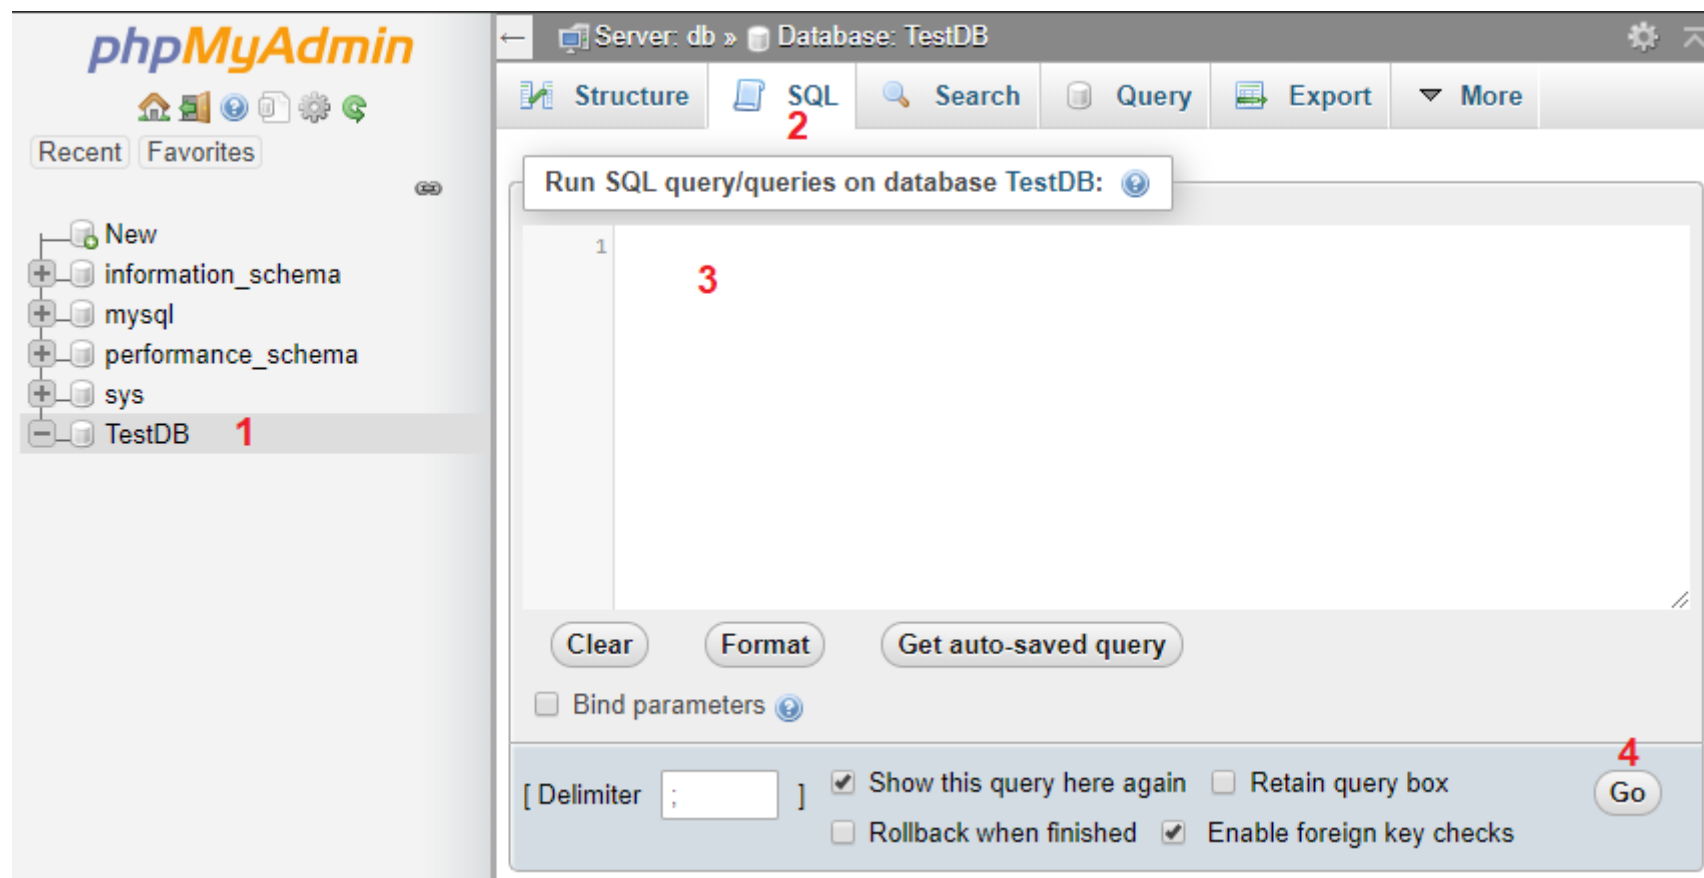 phpMyAdmin
Recent Favorites
New
information_schema
mysql
performance_schema
sys
TestDB 1
Server: db » Database: TestDB
Structure SQL Search Query Export More
2
Run SQL query/queries on database TestDB:
1
3
Clear Format Get auto-saved query
Bind parameters
4
[ Delimiter ; ] Show this query here again Retain query box Go
Rollback when finished Enable foreign key checks